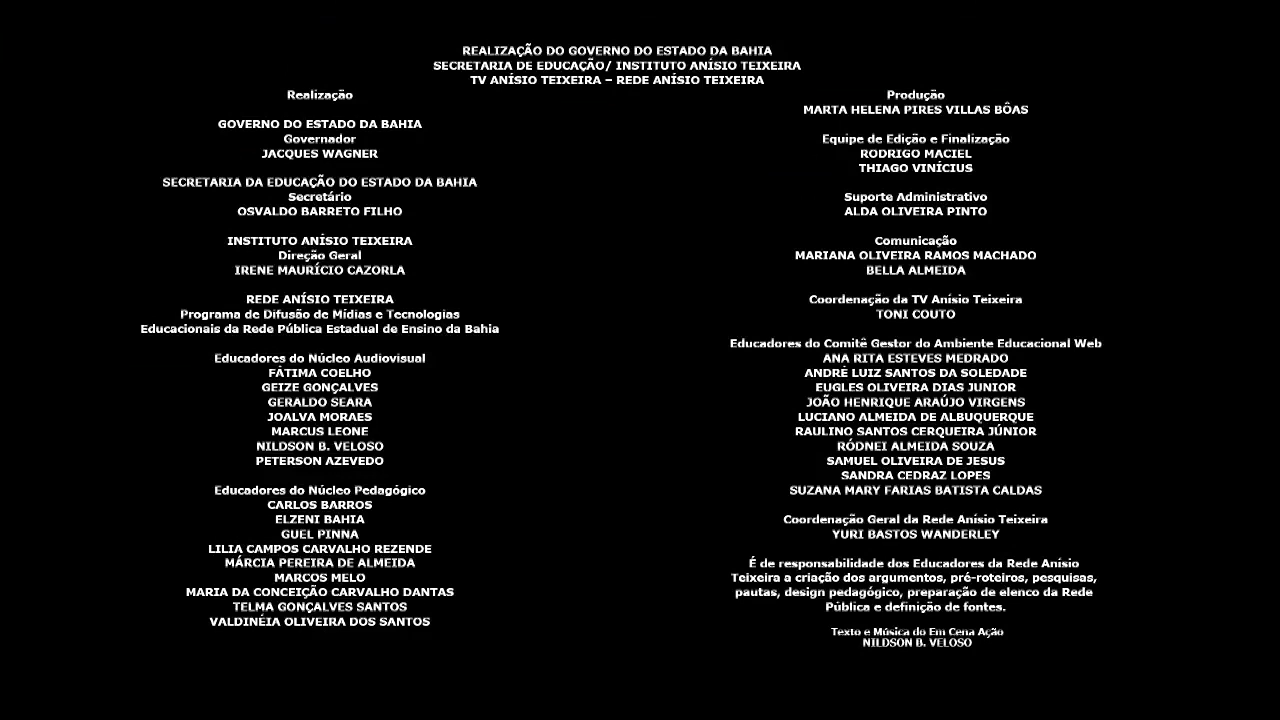 REALIZAÇÃO DO GOVERNO DO ESTADO DA BAHIA
SECRETARIA DE EDUCAÇÃO/ INSTITUTO ANÍSIO TEIXEIRA
TV ANÍSIO TEIXEIRA – REDE ANÍSIO TEIXEIRA
Realização
GOVERNO DO ESTADO DA BAHIA
Governador
JACQUES WAGNER
SECRETARIA DA EDUCAÇÃO DO ESTADO DA BAHIA
Secretário
OSVALDO BARRETO FILHO
INSTITUTO ANÍSIO TEIXEIRA
Direção Geral
IRENE MAURÍCIO CAZORLA
REDE ANÍSIO TEIXEIRA
Programa de Difusão de Mídias e Tecnologias
Educacionais da Rede Pública Estadual de Ensino da Bahia
Educadores do Núcleo Audiovisual
FÁTIMA COELHO
GEIZE GONÇALVES
GERALDO SEARA
JOALVA MORAES
MARCUS LEONE
NILDSON B. VELOSO
PETERSON AZEVEDO
Educadores do Núcleo Pedagógico
CARLOS BARROS
ELZENI BAHIA
GUEL PINNA
LILIA CAMPOS CARVALHO REZENDE
MÁRCIA PEREIRA DE ALMEIDA
MARCOS MELO
MARIA DA CONCEIÇÃO CARVALHO DANTAS
TELMA GONÇALVES SANTOS
VALDINÉIA OLIVEIRA DOS SANTOS
Produção
MARTA HELENA PIRES VILLAS BÔAS
Equipe de Edição e Finalização
RODRIGO MACIEL
THIAGO VINÍCIUS
Suporte Administrativo
ALDA OLIVEIRA PINTO
Comunicação
MARIANA OLIVEIRA RAMOS MACHADO
BELLA ALMEIDA
Coordenação da TV Anísio Teixeira
TONI COUTO
Educadores do Comitê Gestor do Ambiente Educacional Web
ANA RITA ESTEVES MEDRADO
ANDRÉ LUIZ SANTOS DA SOLEDADE
EUGLES OLIVEIRA DIAS JUNIOR
JOÃO HENRIQUE ARAÚJO VIRGENS
LUCIANO ALMEIDA DE ALBUQUERQUE
RAULINO SANTOS CERQUEIRA JÚNIOR
RÓDNEI ALMEIDA SOUZA
SAMUEL OLIVEIRA DE JESUS
SANDRA CEDRAZ LOPES
SUZANA MARY FARIAS BATISTA CALDAS
Coordenação Geral da Rede Anísio Teixeira
YURI BASTOS WANDERLEY
É de responsabilidade dos Educadores da Rede Anísio
Teixeira a criação dos argumentos, pré-roteiros, pesquisas,
pautas, design pedagógico, preparação de elenco da Rede
Pública e definição de fontes.
Texto e Música do Em Cena Ação
NILDSON B. VELOSO